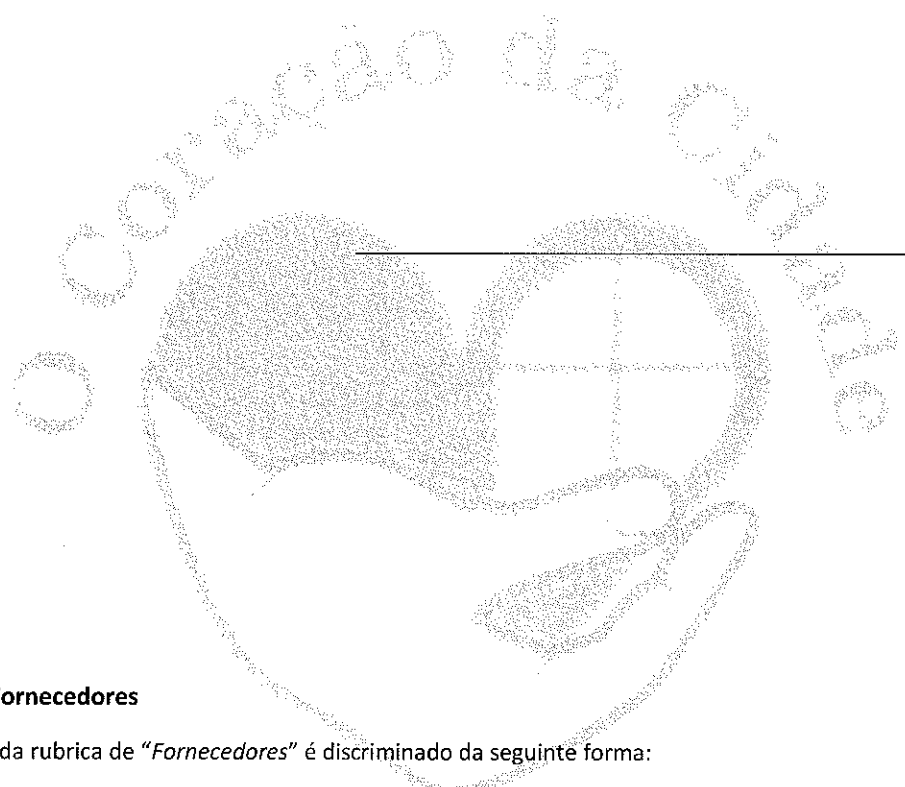 O Coração da Cidade
ornecedores
da rubrica de “Fornecedores” é discriminado da seguinte forma: